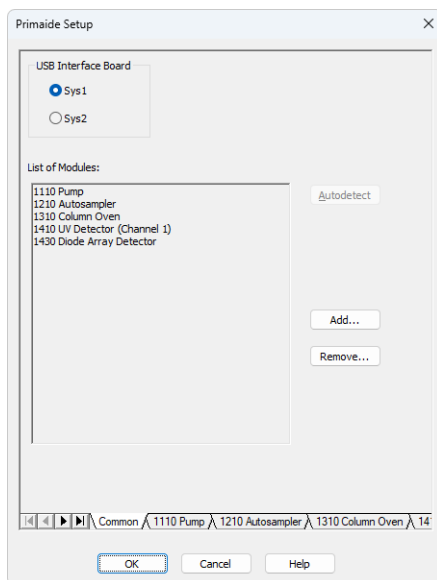 Primaide Setup
USB Interface Board
Sys1
Sys2
List of Modules:
1110 Pump
1210 Autosampler
1310 Column Oven
1410 UV Detector (Channel 1)
1430 Diode Array Detector
Autodetect
Add...
Remove...
Common 1110 Pump 1210 Autosampler 1310 Column Oven 14
OK Cancel Help